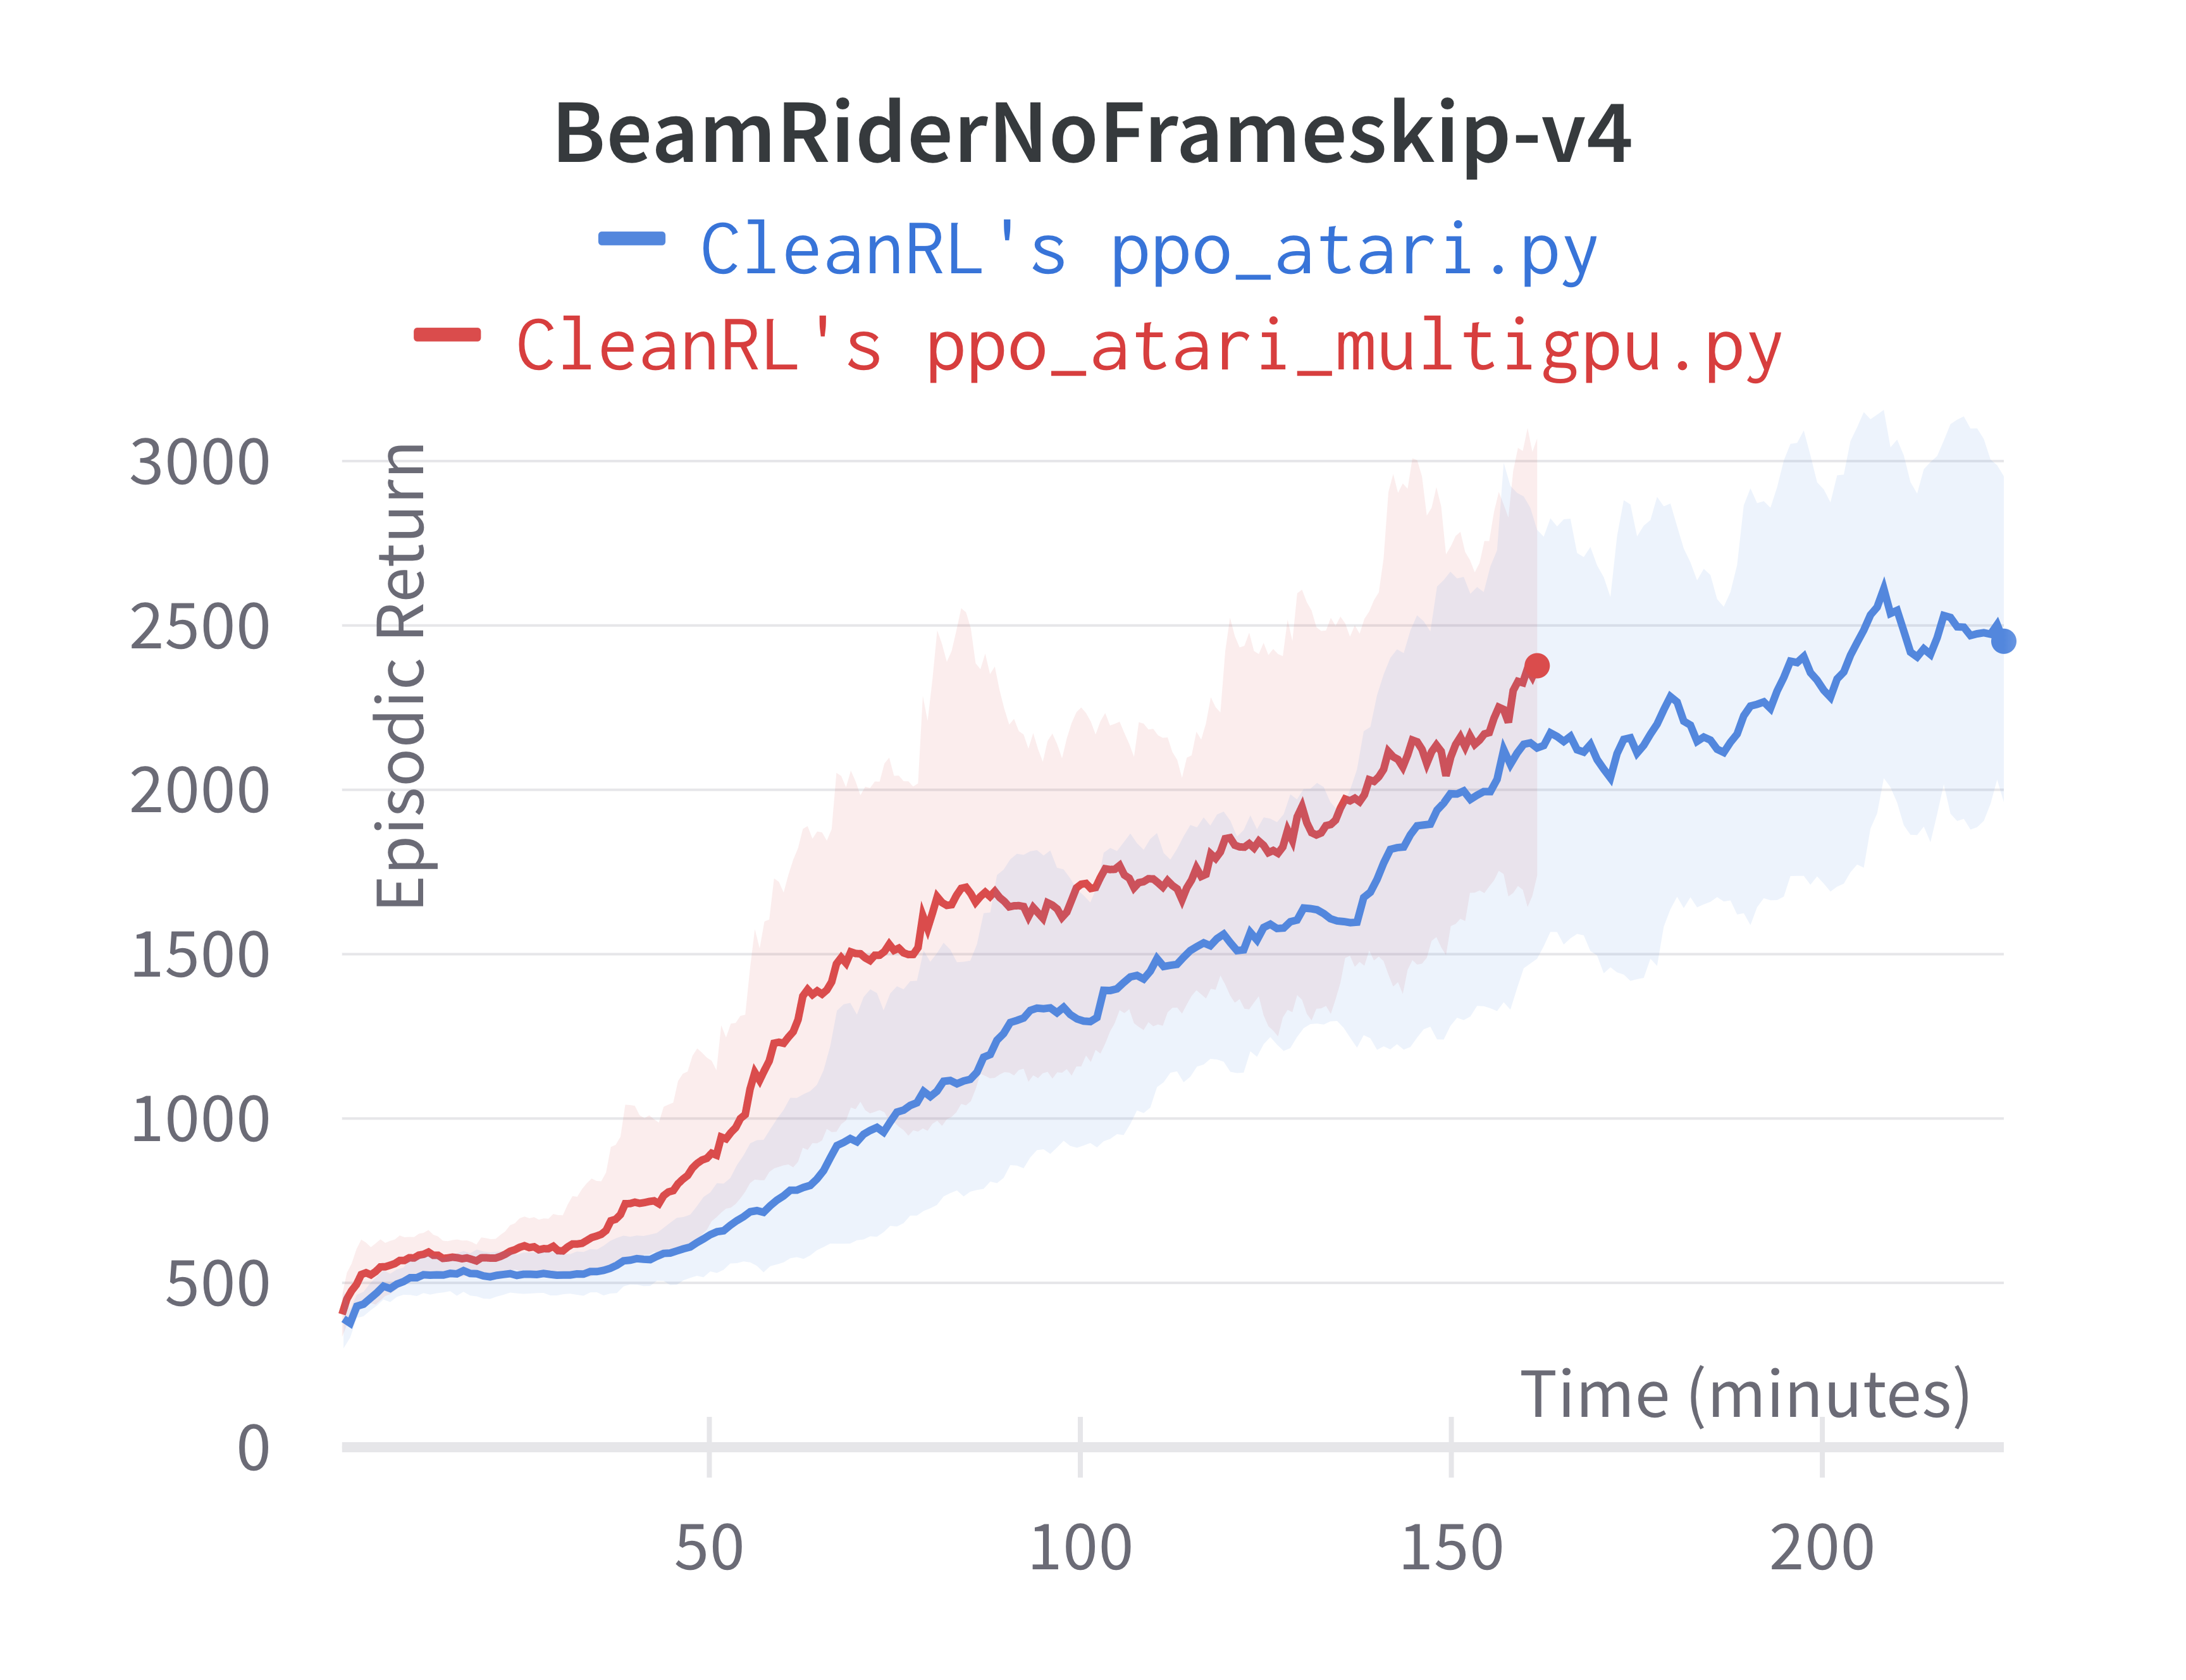 BeamRiderNoFrameskip-v4
CleanRL's ppo_atari.py
CleanRL's ppo_atari_multigpu.py
Episodic Return
3000
2500
2000
1500
1000
500
0
Time (minutes)
50 100 150 200